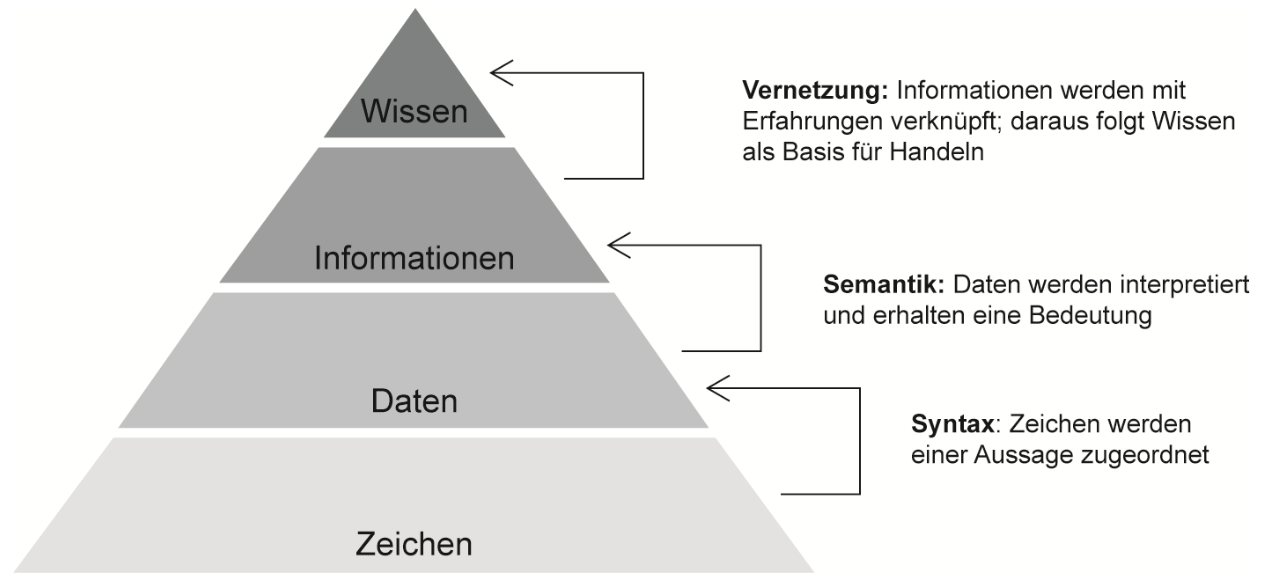 Wissen
Vernetzung: Informationen werden mit
Erfahrungen verknüpft; daraus folgt Wissen
als Basis für Handeln
Informationen
Semantik: Daten werden interpretiert
und erhalten eine Bedeutung
Daten
Syntax: Zeichen werden
einer Aussage zugeordnet
Zeichen